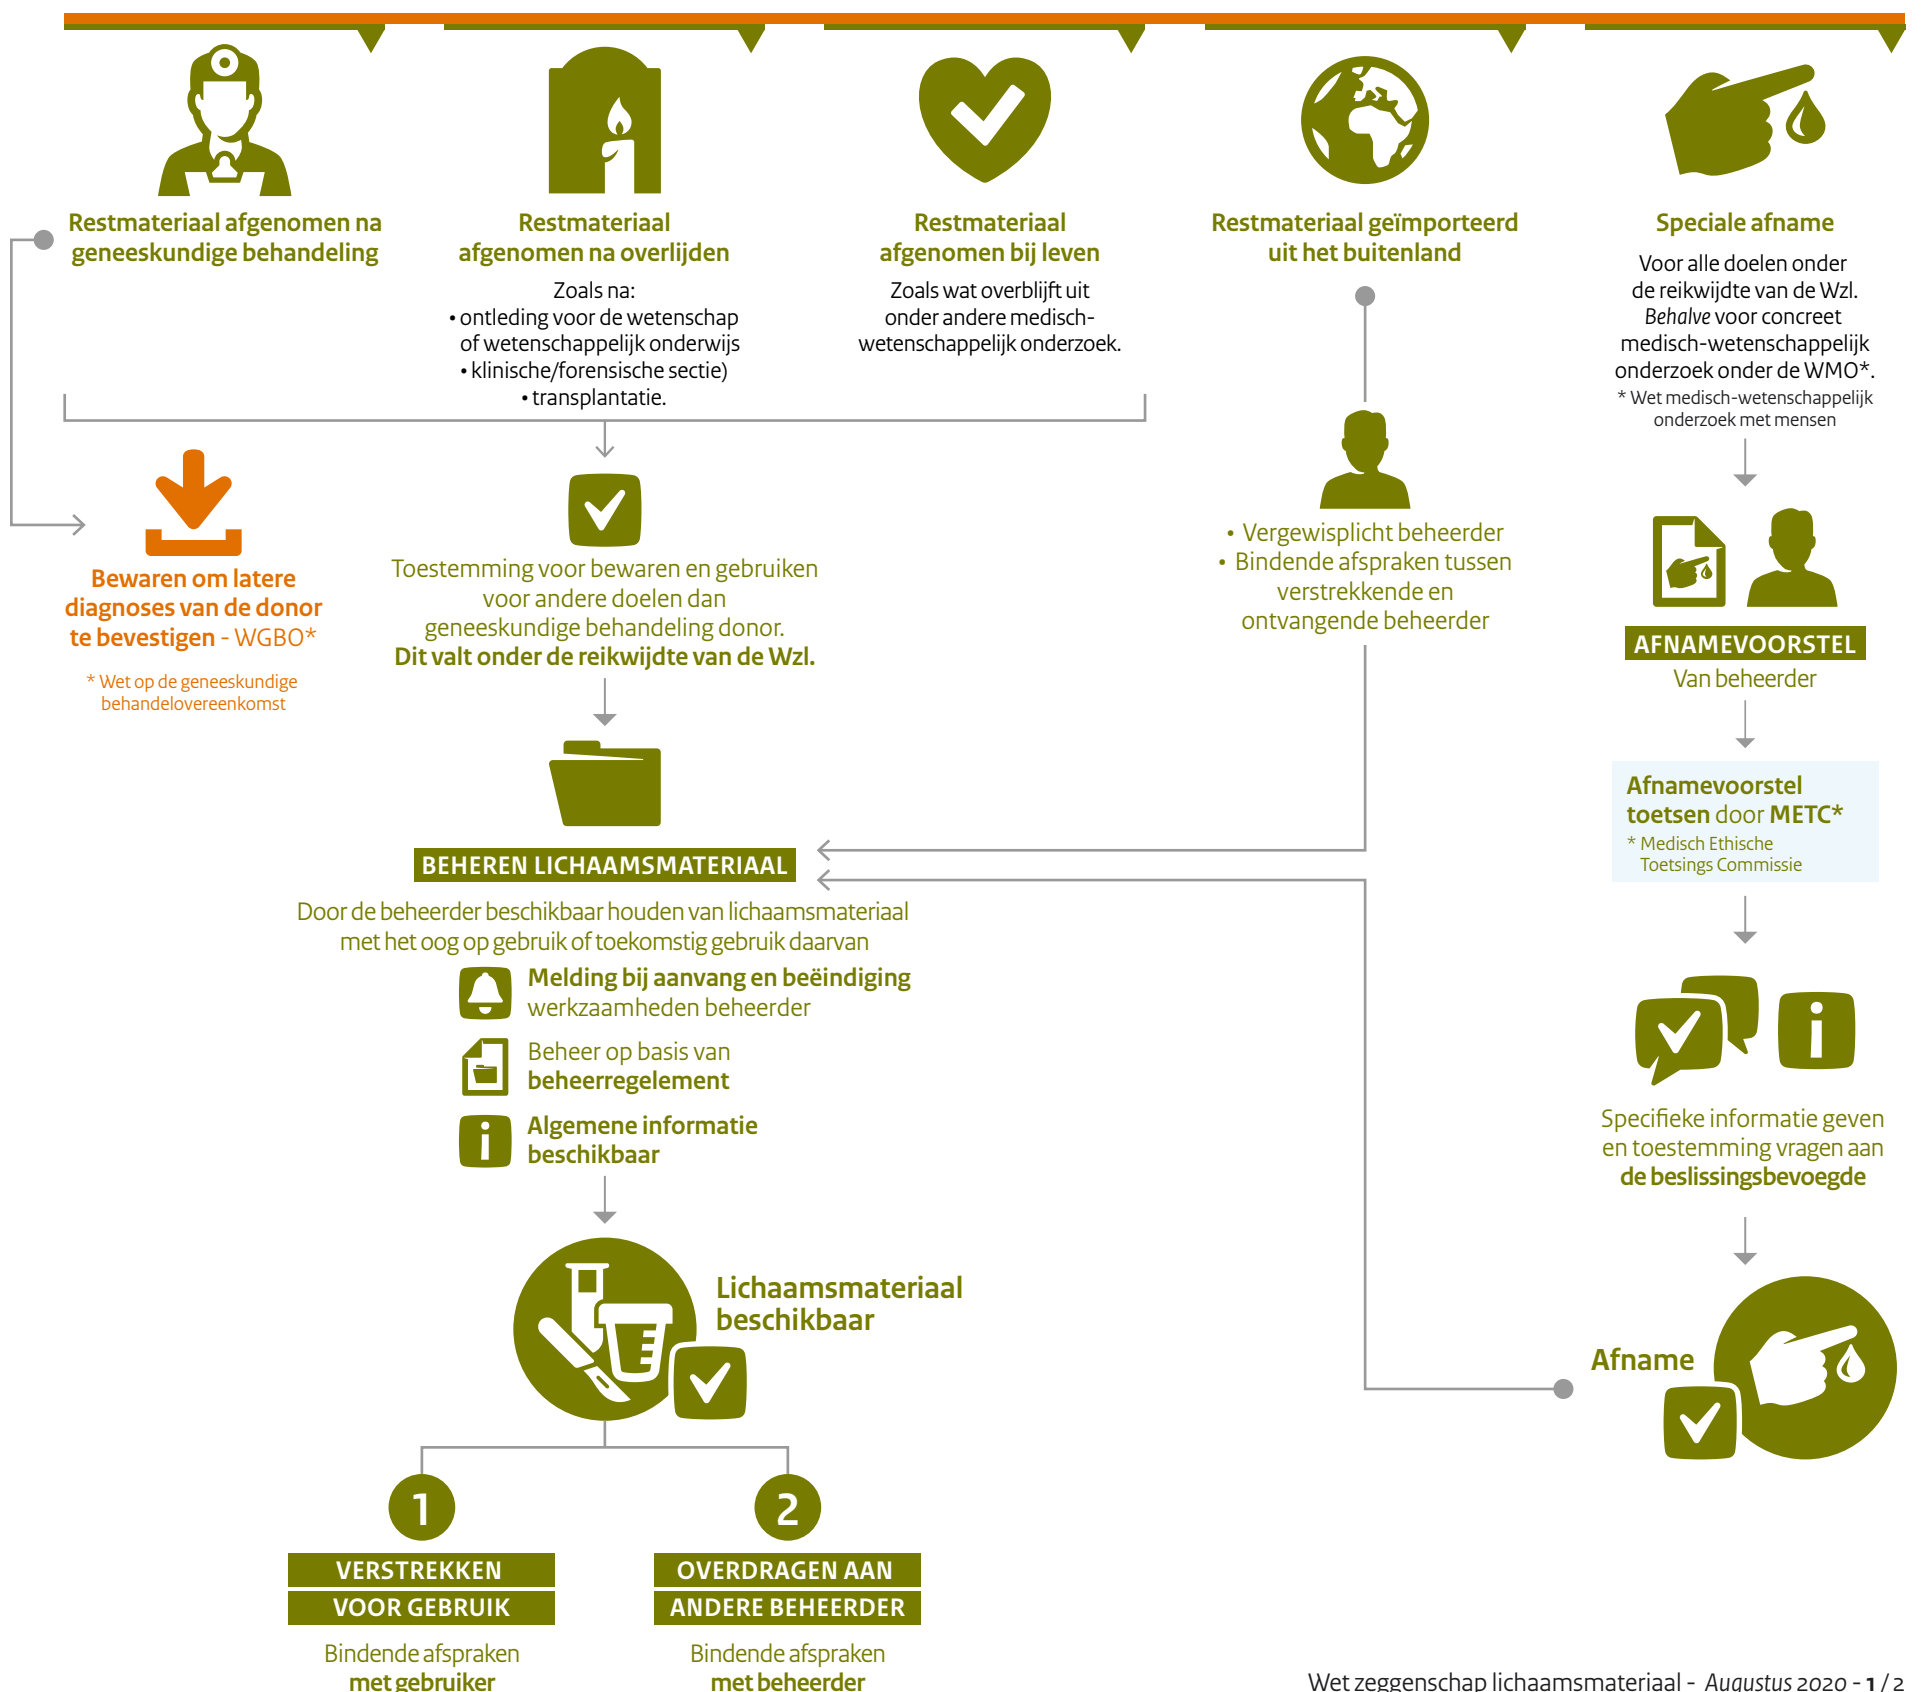 Restmateriaal afgenomen na
geneeskundige behandeling
Restmateriaal
afgenomen na overlijden
Zoals na:
• ontleding voor de wetenschap
of wetenschappelijk onderwijs
• klinische/forensische sectie)
• transplantatie.
Restmateriaal
afgenomen bij leven
Zoals wat overblijft uit
onder andere medisch-
wetenschappelijk onderzoek.
Restmateriaal geïmporteerd
uit het buitenland
Speciale afname
Voor alle doelen onder
de reikwijdte van de Wzl.
Behalve voor concreet
medisch-wetenschappelijk
onderzoek onder de WMO*.
* Wet medisch-wetenschappelijk
onderzoek met mensen
Bewaren om latere
diagnoses van de donor
te bevestigen - WGBO*
* Wet op de geneeskundige
behandelovereenkomst
Toestemming voor bewaren en gebruiken
voor andere doelen dan
geneeskundige behandeling donor.
Dit valt onder de reikwijdte van de Wzl.
• Vergewisplicht beheerder
• Bindende afspraken tussen
verstrekkende en
ontvangende beheerder
AFNAMEVOORSTEL
Van beheerder
Afnamevoorstel
toetsen door METC*
* Medisch Ethische
Toetsings Commissie
BEHEREN LICHAAMSMATERIAAL
Door de beheerder beschikbaar houden van lichaamsmateriaal
met het oog op gebruik of toekomstig gebruik daarvan
Melding bij aanvang en beëindiging
werkzaamheden beheerder
Beheer op basis van
beheerregelement
Algemene informatie
beschikbaar
Specifieke informatie geven
en toestemming vragen aan
de beslissingsbevoegde
Lichaamsmateriaal
beschikbaar
Afname
1
VERSTREKKEN
VOOR GEBRUIK
Bindende afspraken
met gebruiker
2
OVERDRAGEN AAN
ANDERE BEHEERDER
Bindende afspraken
met beheerder
Wet zeggenschap lichaamsmateriaal - Augustus 2020 - 1 / 2